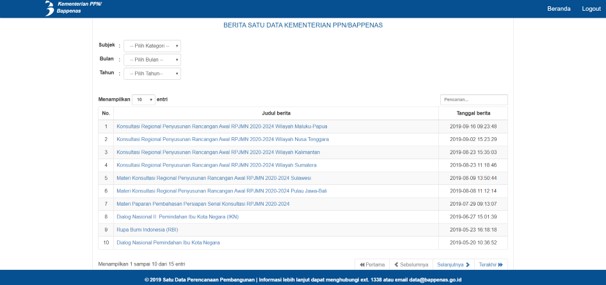 Kementerian PPN/
Bappenas
Beranda Logout
BERITA SATU DATA KEMENTERIAN PPN/BAPPENAS
Subjek : -- Pilih Kategori --
Bulan : -- Pilih Bulan --
Tahun : -- Pilih Tahun--
Menampilkan 10 entri Pencarian...
No. Judul berita Tanggal berita
1 Konsultasi Regional Penyusunan Rancangan Awal RPJMN 2020-2024 Wilayah Maluku-Papua 2019-09-10 09:23:48
2 Konsultasi Regional Penyusunan Rancangan Awal RPJMN 2020-2024 Wilayah Nusa Tenggara 2019-09-02 15:23:29
3 Konsultasi Regional Penyusunan Rancangan Awal RPJMN 2020-2024 Wilayah Kalimantan 2019-08-23 15:35:03
4 Konsultasi Regional Penyusunan Rancangan Awal RPJMN 2020-2024 Wilayah Sumatera 2019-08-23 11:18:46
5 Materi Konsultasi Regional Penyusunan Rancangan Awal RPJMN 2020-2024 Sulawesi 2019-08-09 13:50:44
6 Materi Konsultasi Regional Penyusunan Rancangan Awal RPJMN 2020-2024 Pulau Jawa-Bali 2019-08-08 11:12:14
7 Materi Paparan Pembahasan Persiapan Serial Konsultasi RPJMN 2020-2024 2019-07-29 09:13:07
8 Dialog Nasional II: Pemindahan Ibu Kota Negara (IKN) 2019-06-27 15:01:39
9 Rupa Bumi Indonesia (RBI) 2019-05-23 16:18:18
10 Dialog Nasional Pemindahan Ibu Kota Negara 2019-05-20 10:36:52
Menampilkan 1 sampai 10 dari 15 entri Pertama Sebelumnya Selanjutnya Terakhir
© 2019 Satu Data Perencanaan Pembangunan | Informasi lebih lanjut dapat menghubungi ext. 1338 atau email data@bappenas.go.id